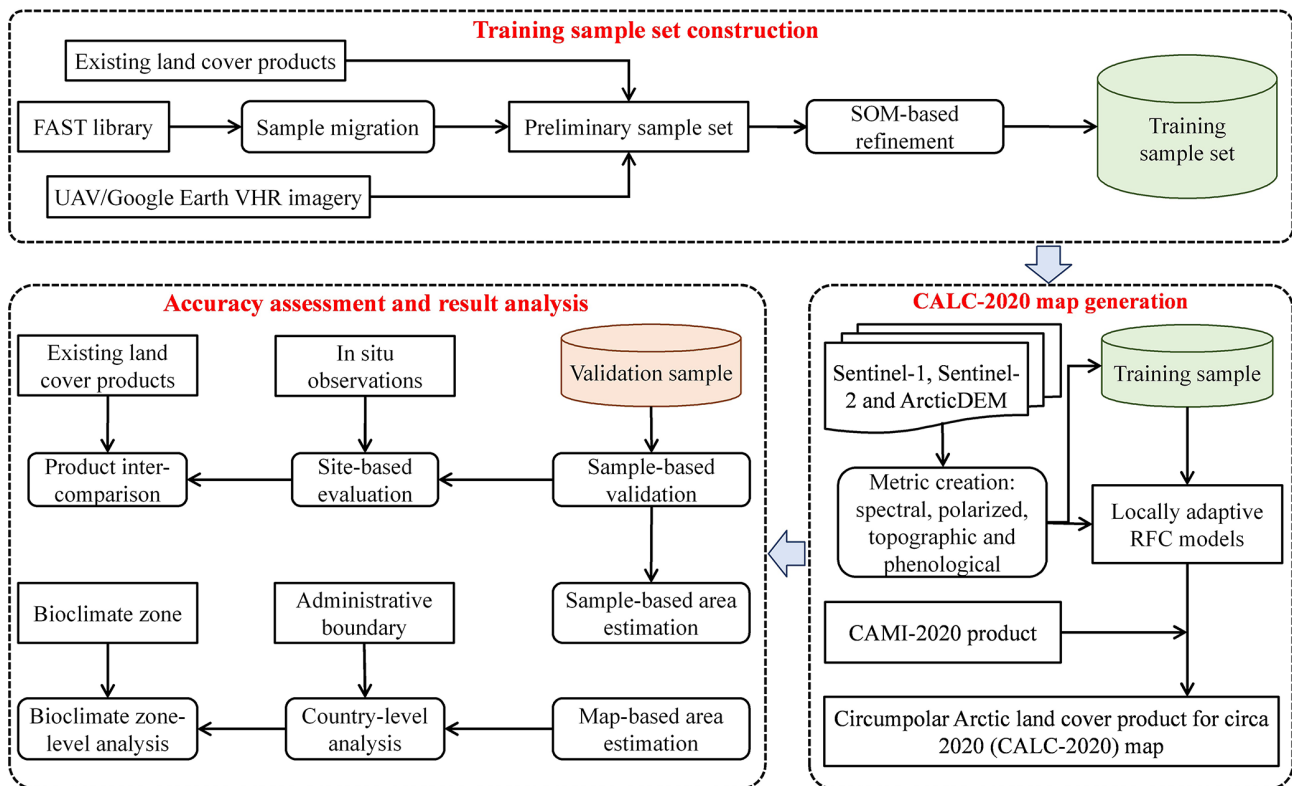 Training sample set construction
Existing land cover products
FAST library
Sample migration
Preliminary sample set
SOM-based
refinement
Training
sample set
UAV/Google Earth VHR imagery
Accuracy assessment and result analysis
Existing land
cover products
In situ
observations
Validation sample
Product inter-
comparison
Site-based
evaluation
Sample-based
validation
Bioclimate zone
Administrative
boundary
Sample-based area
estimation
Bioclimate zone-
level analysis
Country-level
analysis
Map-based area
estimation
CALC-2020 map generation
Sentinel-1, Sentinel-
2 and ArcticDEM
Training sample
Metric creation:
spectral, polarized,
topographic and
phenological
Locally adaptive
RFC models
CAMI-2020 product
Circumpolar Arctic land cover product for circa
2020 (CALC-2020) map